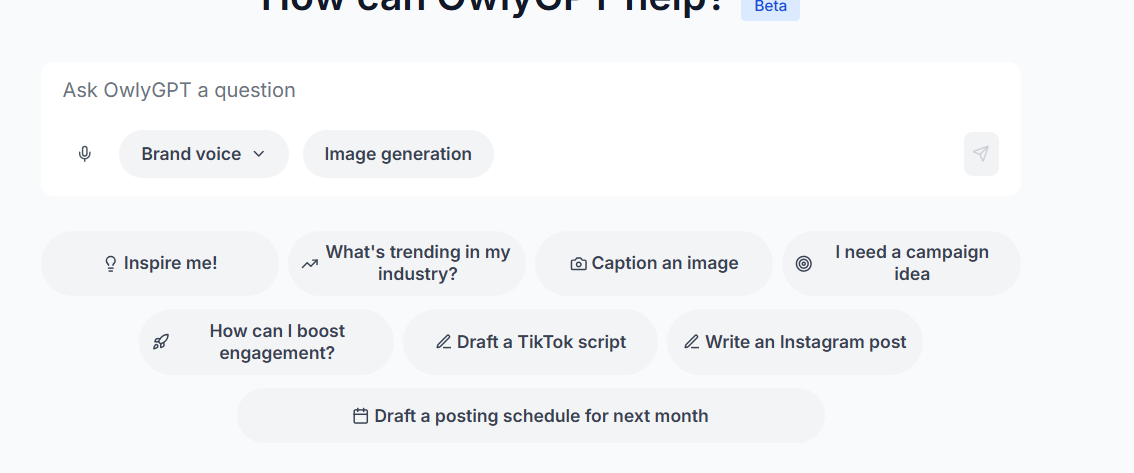 How can OwlyGPT help?
Beta
Ask OwlyGPT a question
Brand voice
Image generation
Inspire me!
What's trending in my
industry?
Caption an image
I need a campaign
idea
How can I boost
engagement?
Draft a TikTok script
Write an Instagram post
Draft a posting schedule for next month